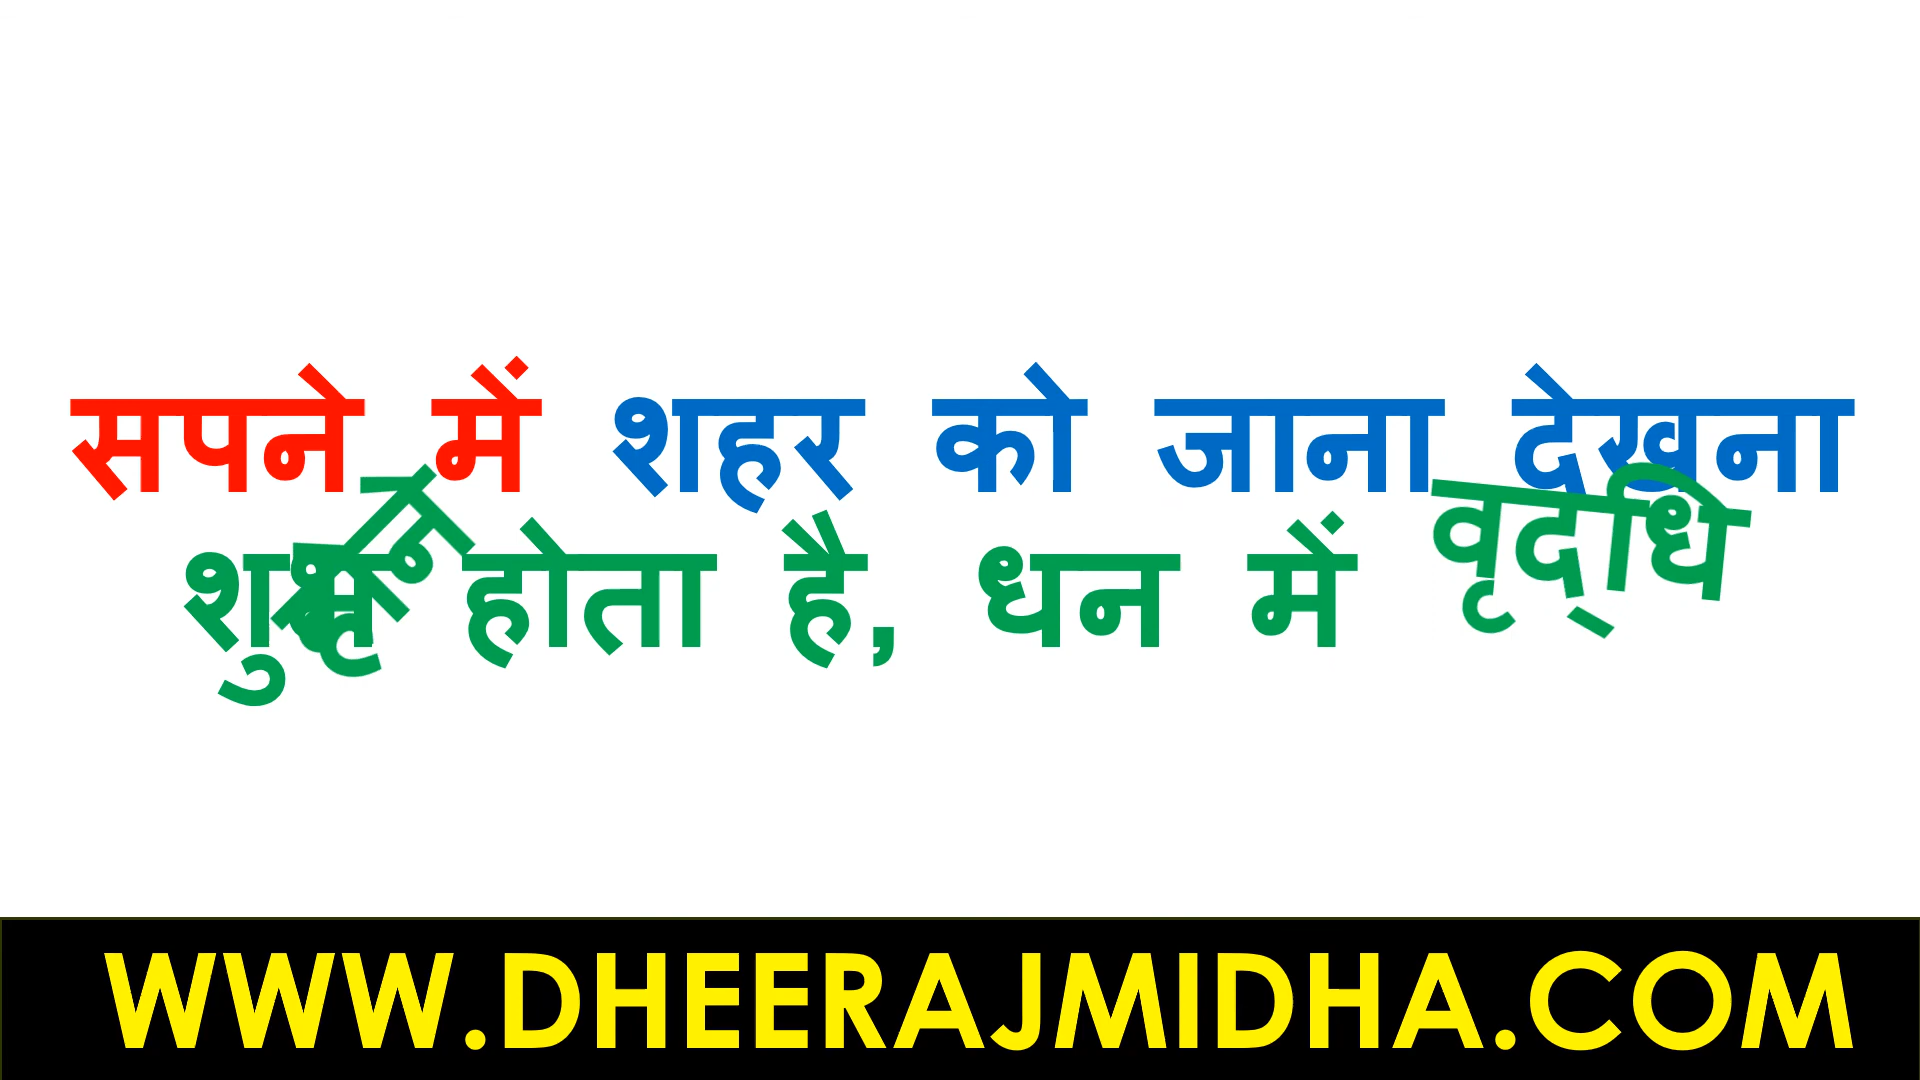 सपने में शहर को जाना देखना
शुभ होता है, धन में वृद्धि
WWW.DHEERAJMIDHA.COM